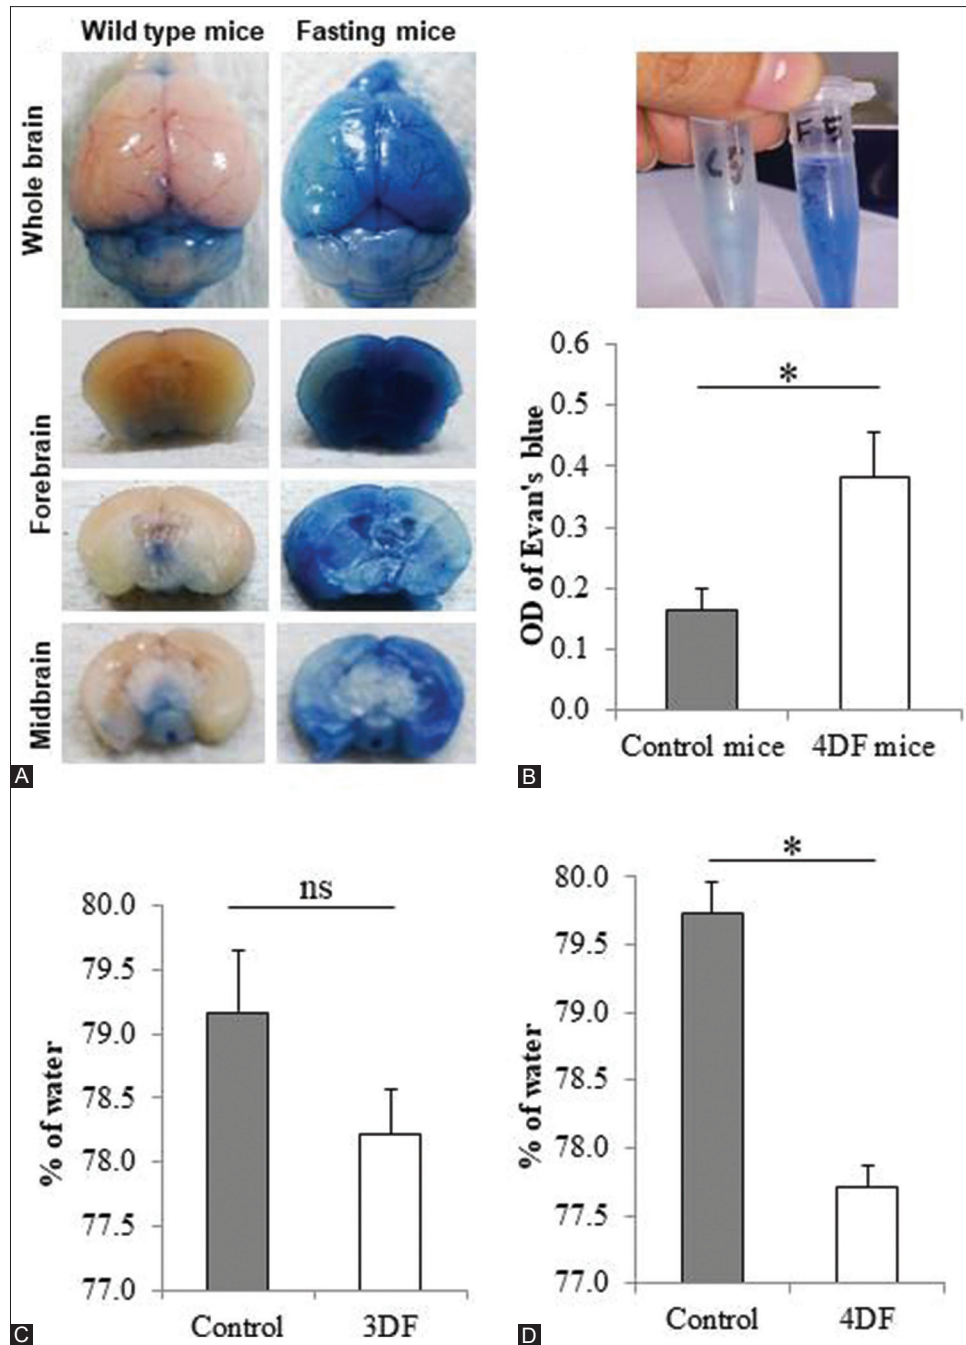 Wild type mice
Fasting mice
Whole brain
Forebrain
Midbrain
A
F E
0.6
0.5
0.4
0.3
0.2
0.1
0.0
OD of Evan's blue
*
Control mice
4DF mice
B
80.0
79.5
79.0
78.5
78.0
77.5
77.0
% of water
ns
Control
3DF
C
80.0
79.5
79.0
78.5
78.0
77.5
77.0
% of water
*
Control
4DF
D